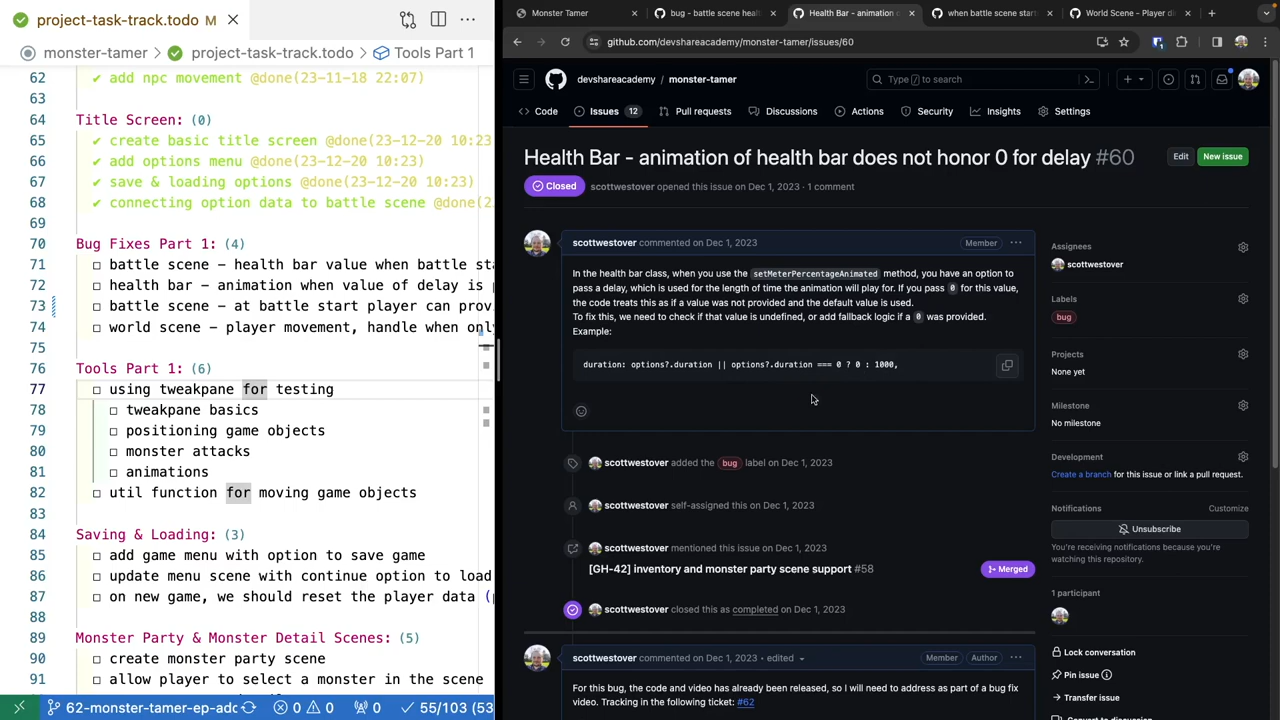 project-task-track.todo M
monster-tamer > project-task-track.todo > Tools Part 1
62 ✔ add npc movement @done(23-11-18 22:07)
63
64 Title Screen: (0)
65 ✔ create basic title screen @done(23-12-20 10:23
66 ✔ add options menu @done(23-12-20 10:23)
67 ✔ save & loading options @done(23-12-20 10:23)
68 ✔ connecting option data to battle scene @done(2
69
70 Bug Fixes Part 1: (4)
71 ☐ battle scene – health bar value when battle sta
72 ☐ health bar – animation when value of delay is p
73 ☐ battle scene – at battle start player can prov
74 ☐ world scene – player movement, handle when only
75
76 Tools Part 1: (6)
77 ☐ using tweakpane for testing
78 ☐ tweakpane basics
79 ☐ positioning game objects
80 ☐ monster attacks
81 ☐ animations
82 ☐ util function for moving game objects
83
84 Saving & Loading: (3)
85 ☐ add game menu with option to save game
86 ☐ update menu scene with continue option to load
87 ☐ on new game, we should reset the player data (p
88
89 Monster Party & Monster Detail Scenes: (5)
90 ☐ create monster party scene
91 ☐ allow player to select a monster in the scene
62-monster-tamer-ep-adc 0 0 0 55/103 (53
Monster Tamer
bug - battle scene heal
Health Bar - animation o
when battle scene start
World Scene - Player di
github.com/devshareacademy/monster-tamer/issues/60
devshareacademy / monster-tamer
Type / to search
Code Issues 12 Pull requests Discussions Actions Security Insights Settings
Health Bar - animation of health bar does not honor 0 for delay #60
Edit New issue
Closed scottwestover opened this issue on Dec 1, 2023 · 1 comment
scottwestover commented on Dec 1, 2023 Member
In the health bar class, when you use the setMeterPercentageAnimated method, you have an option to
pass a delay, which is used for the length of time the animation will play for. If you pass 0 for this value,
the code treats this as if a value was not provided and the default value is used.
To fix this, we need to check if that value is undefined, or add fallback logic if a 0 was provided.
Example:
duration: options?.duration || options?.duration === 0 ? 0 : 1000,
scottwestover added the bug label on Dec 1, 2023
scottwestover self-assigned this on Dec 1, 2023
scottwestover mentioned this issue on Dec 1, 2023
[GH-42] inventory and monster party scene support #58 Merged
scottwestover closed this as completed on Dec 1, 2023
scottwestover commented on Dec 1, 2023 · edited Member Author
For this bug, the code and video has already been released, so I will need to address as part of a bug fix
video. Tracking in the following ticket: #62
Assignees
scottwestover
Labels
bug
Projects
None yet
Milestone
No milestone
Development
Create a branch for this issue or link a pull request.
Notifications Customize
Unsubscribe
You're receiving notifications because you're
watching this repository.
1 participant
Lock conversation
Pin issue
Transfer issue